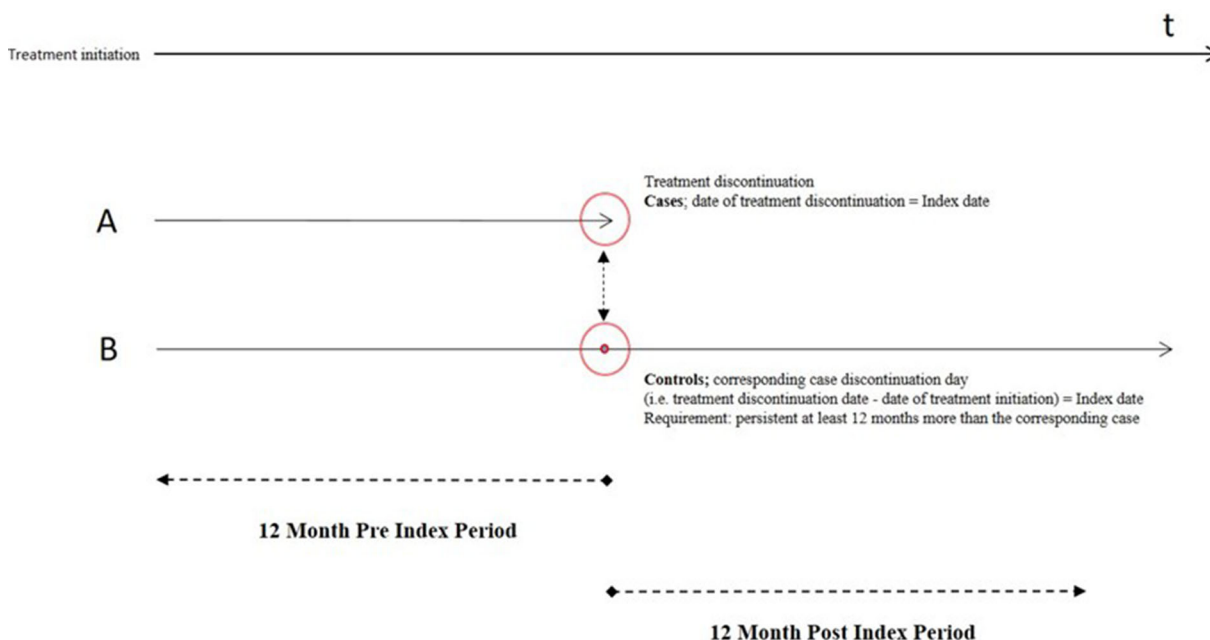 t
Treatment initiation
Treatment discontinuation
A
Cases; date of treatment discontinuation = Index date
B
Controls; corresponding case discontinuation day
(i.e. treatment discontinuation date - date of treatment initiation) = Index date
Requirement: persistent at least 12 months more than the corresponding case
12 Month Pre Index Period
12 Month Post Index Period